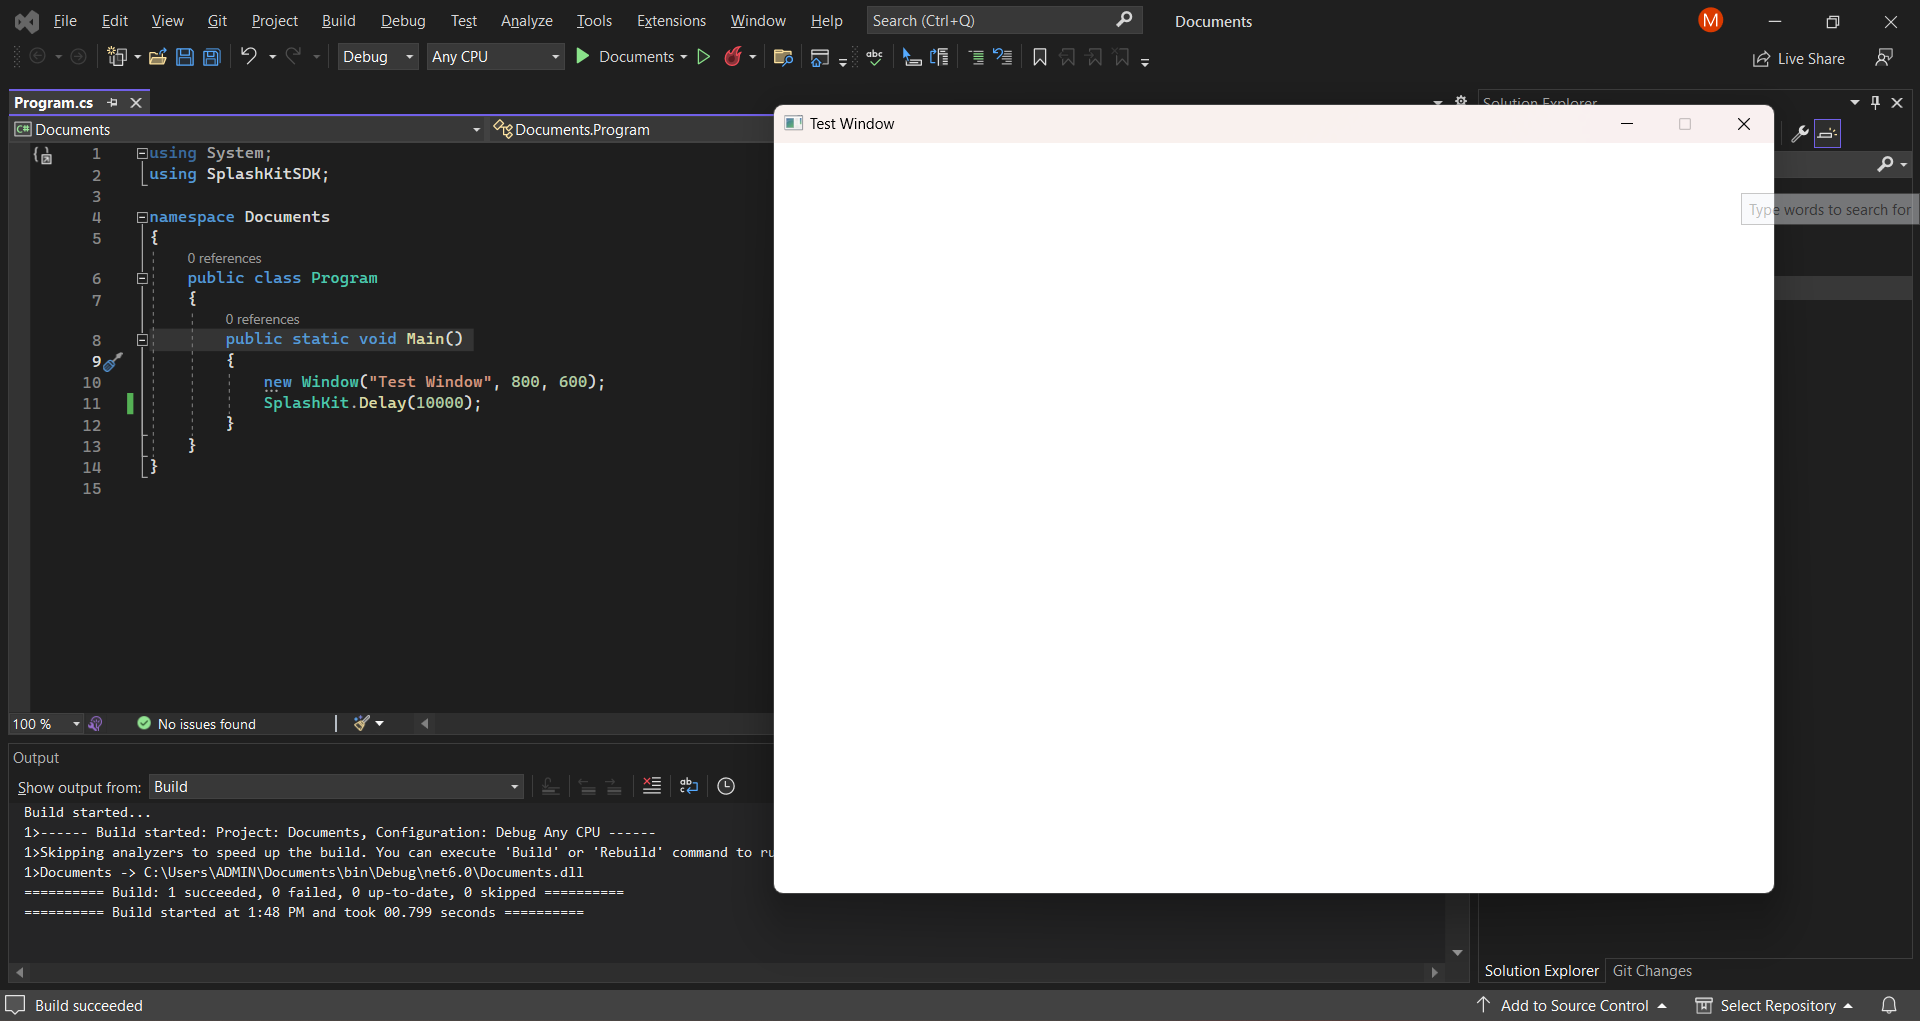 File Edit View Git Project Build Debug Test Analyze Tools Extensions Window Help Search (Ctrl+Q) Documents M
Debug Any CPU Documents Live Share
Program.cs Solution Explorer
Documents Documents.Program
Test Window
1 using System;
2 using SplashKitSDK;
3
4 namespace Documents
5 {
0 references
6 public class Program
7 {
0 references
8 public static void Main()
9 {
10 new Window("Test Window", 800, 600);
11 SplashKit.Delay(10000);
12 }
13 }
14 }
15
Type words to search for
100 % No issues found
Output
Show output from: Build
Build started...
1>------ Build started: Project: Documents, Configuration: Debug Any CPU ------
1>Skipping analyzers to speed up the build. You can execute 'Build' or 'Rebuild' command to ru
1>Documents -> C:\Users\ADMIN\Documents\bin\Debug\net6.0\Documents.dll
========== Build: 1 succeeded, 0 failed, 0 up-to-date, 0 skipped ==========
========== Build started at 1:48 PM and took 00.799 seconds ==========
Solution Explorer Git Changes
Build succeeded Add to Source Control Select Repository